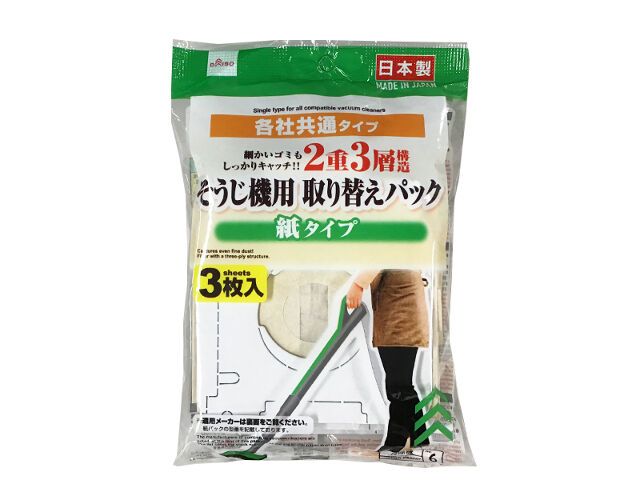 DAISO
日本製
MADE IN JAPAN
Single type for all compatible vacuum cleaners
各社共通タイプ
細かいゴミも
しっかりキャッチ!!
2重3層構造
そうじ機用 取り替えパック
紙タイプ
Captures even fine dust!
Filter with a three-ply structure.
sheets
3枚入
適用メーカーは裏面をご覧ください。
紙パックの型番を記載しております。
6